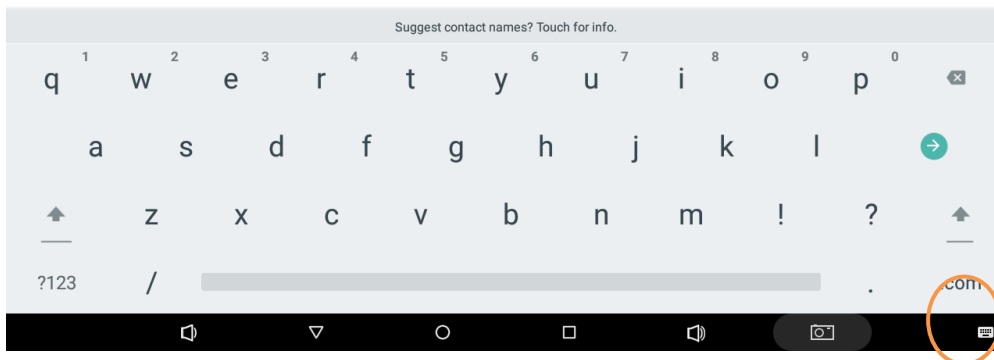 Suggest contact names? Touch for info.
1 2 3 4 5 6 7 8 9 0
q w e r t y u i o p
a s d f g h j k l
z x c v b n m ! ?
?123 / . .com